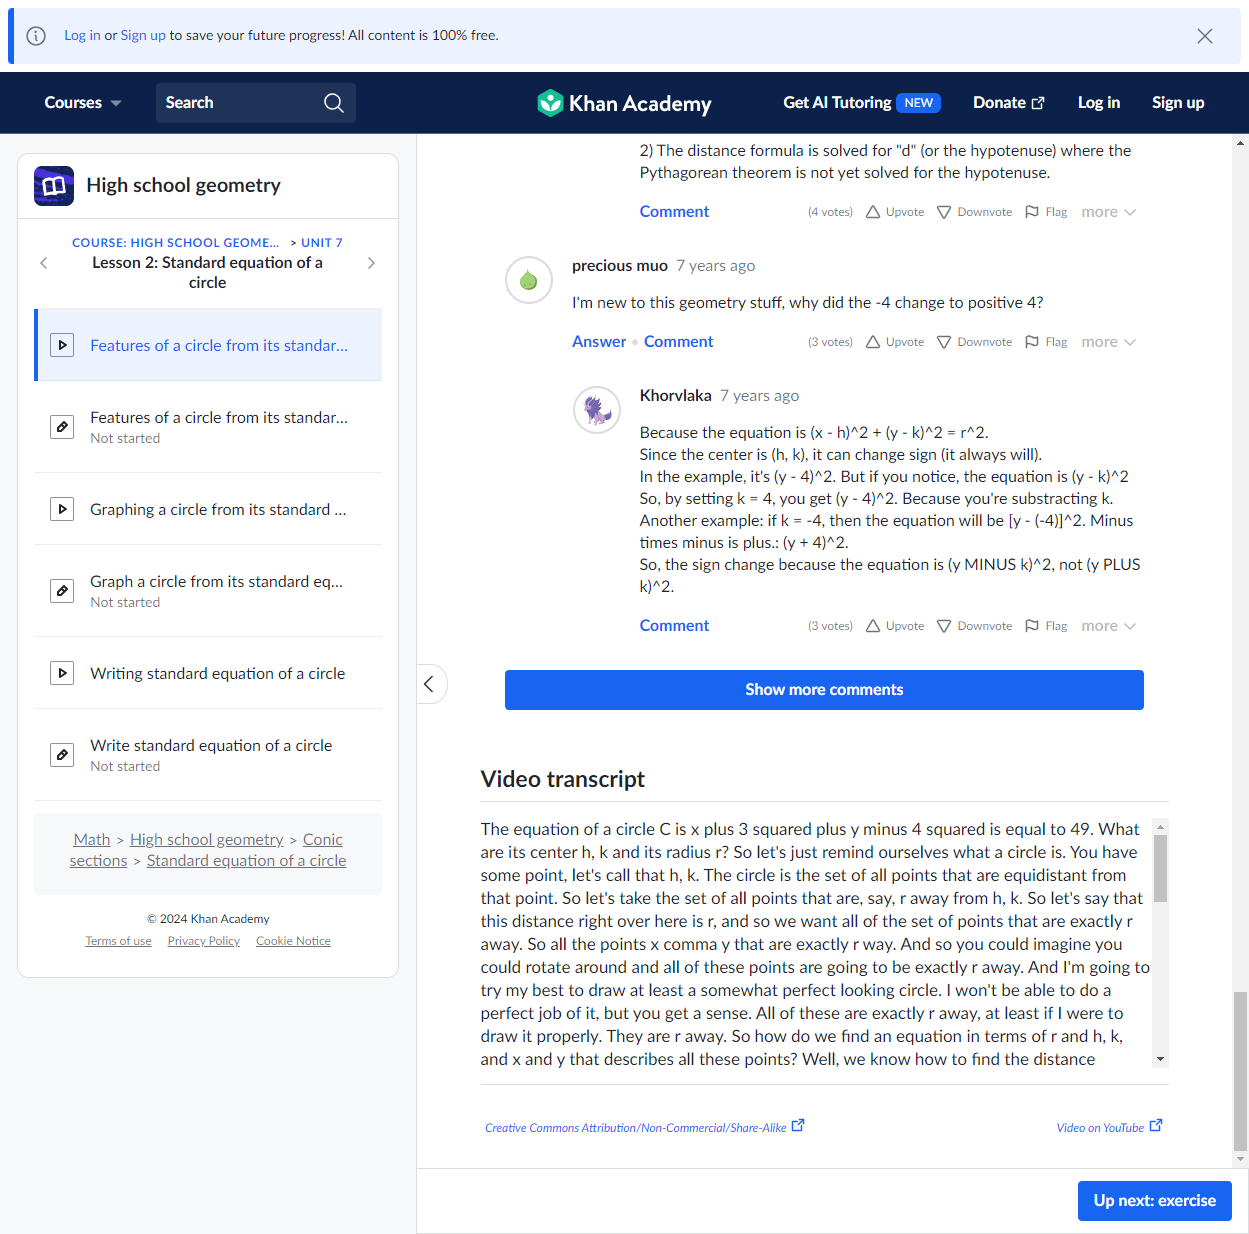 Log in or Sign up to save your future progress! All content is 100% free.
Courses
Search
Khan Academy
Get AI Tutoring NEW
Donate
Log in
Sign up
High school geometry
COURSE: HIGH SCHOOL GEOME... > UNIT 7
Lesson 2: Standard equation of a
circle
Features of a circle from its standar...
Features of a circle from its standar...
Not started
Graphing a circle from its standard ...
Graph a circle from its standard eq...
Not started
Writing standard equation of a circle
Write standard equation of a circle
Not started
Math > High school geometry > Conic
sections > Standard equation of a circle
© 2024 Khan Academy
Terms of use Privacy Policy Cookie Notice
2) The distance formula is solved for "d" (or the hypotenuse) where the
Pythagorean theorem is not yet solved for the hypotenuse.
Comment (4 votes) Upvote Downvote Flag more
precious muo 7 years ago
I'm new to this geometry stuff, why did the -4 change to positive 4?
Answer • Comment (3 votes) Upvote Downvote Flag more
Khorvlaka 7 years ago
Because the equation is (x - h)^2 + (y - k)^2 = r^2.
Since the center is (h, k), it can change sign (it always will).
In the example, it's (y - 4)^2. But if you notice, the equation is (y - k)^2
So, by setting k = 4, you get (y - 4)^2. Because you're substracting k.
Another example: if k = -4, then the equation will be [y - (-4)]^2. Minus
times minus is plus.: (y + 4)^2.
So, the sign change because the equation is (y MINUS k)^2, not (y PLUS
k)^2.
Comment (3 votes) Upvote Downvote Flag more
Show more comments
Video transcript
The equation of a circle C is x plus 3 squared plus y minus 4 squared is equal to 49. What
are its center h, k and its radius r? So let's just remind ourselves what a circle is. You have
some point, let's call that h, k. The circle is the set of all points that are equidistant from
that point. So let's take the set of all points that are, say, r away from h, k. So let's say that
this distance right over here is r, and so we want all of the set of points that are exactly r
away. So all the points x comma y that are exactly r way. And so you could imagine you
could rotate around and all of these points are going to be exactly r away. And I'm going to
try my best to draw at least a somewhat perfect looking circle. I won't be able to do a
perfect job of it, but you get a sense. All of these are exactly r away, at least if I were to
draw it properly. They are r away. So how do we find an equation in terms of r and h, k,
and x and y that describes all these points? Well, we know how to find the distance
Creative Commons Attribution/Non-Commercial/Share-Alike
Video on YouTube
Up next: exercise